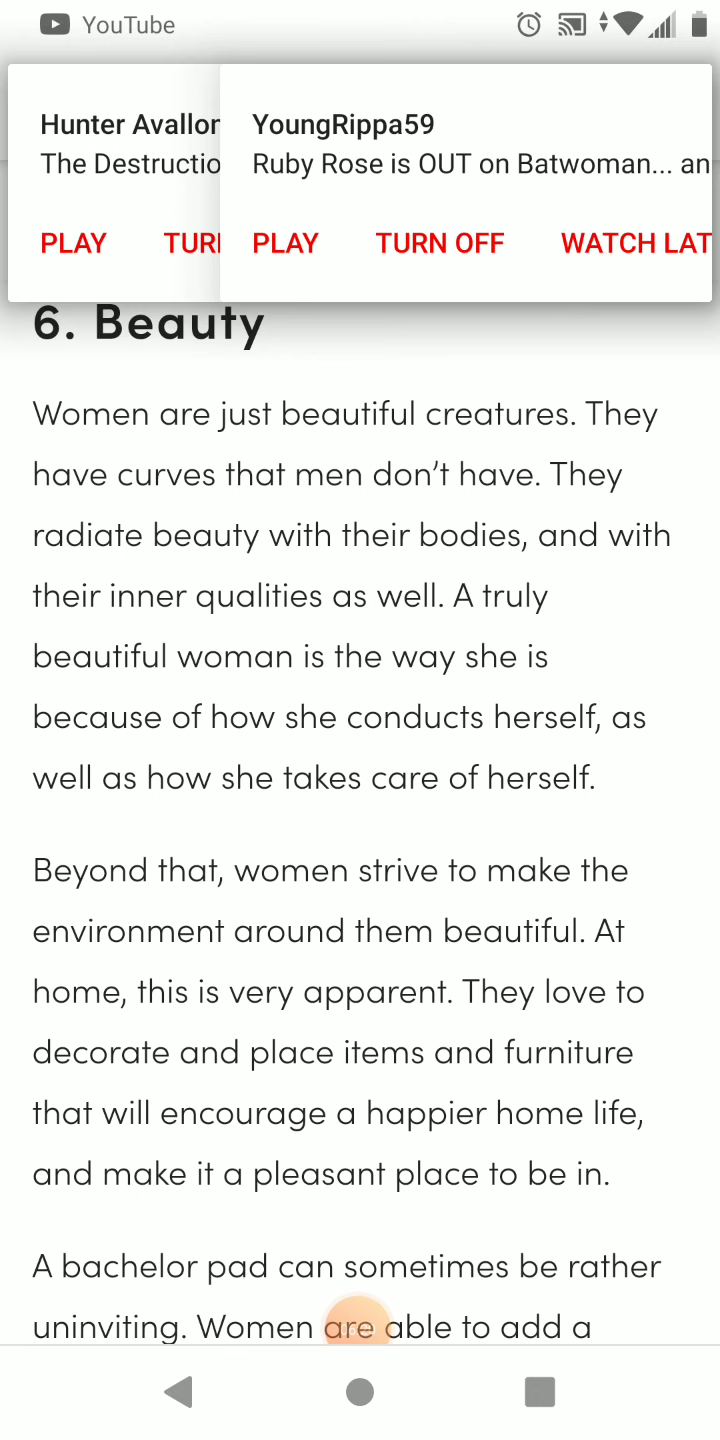 YouTube
Hunter Avallon
The Destructio
PLAY TUR
YoungRippa59
Ruby Rose is OUT on Batwoman... an
PLAY TURN OFF WATCH LAT
6. Beauty
Women are just beautiful creatures. They
have curves that men don’t have. They
radiate beauty with their bodies, and with
their inner qualities as well. A truly
beautiful woman is the way she is
because of how she conducts herself, as
well as how she takes care of herself.
Beyond that, women strive to make the
environment around them beautiful. At
home, this is very apparent. They love to
decorate and place items and furniture
that will encourage a happier home life,
and make it a pleasant place to be in.
A bachelor pad can sometimes be rather
uninviting. Women are able to add a